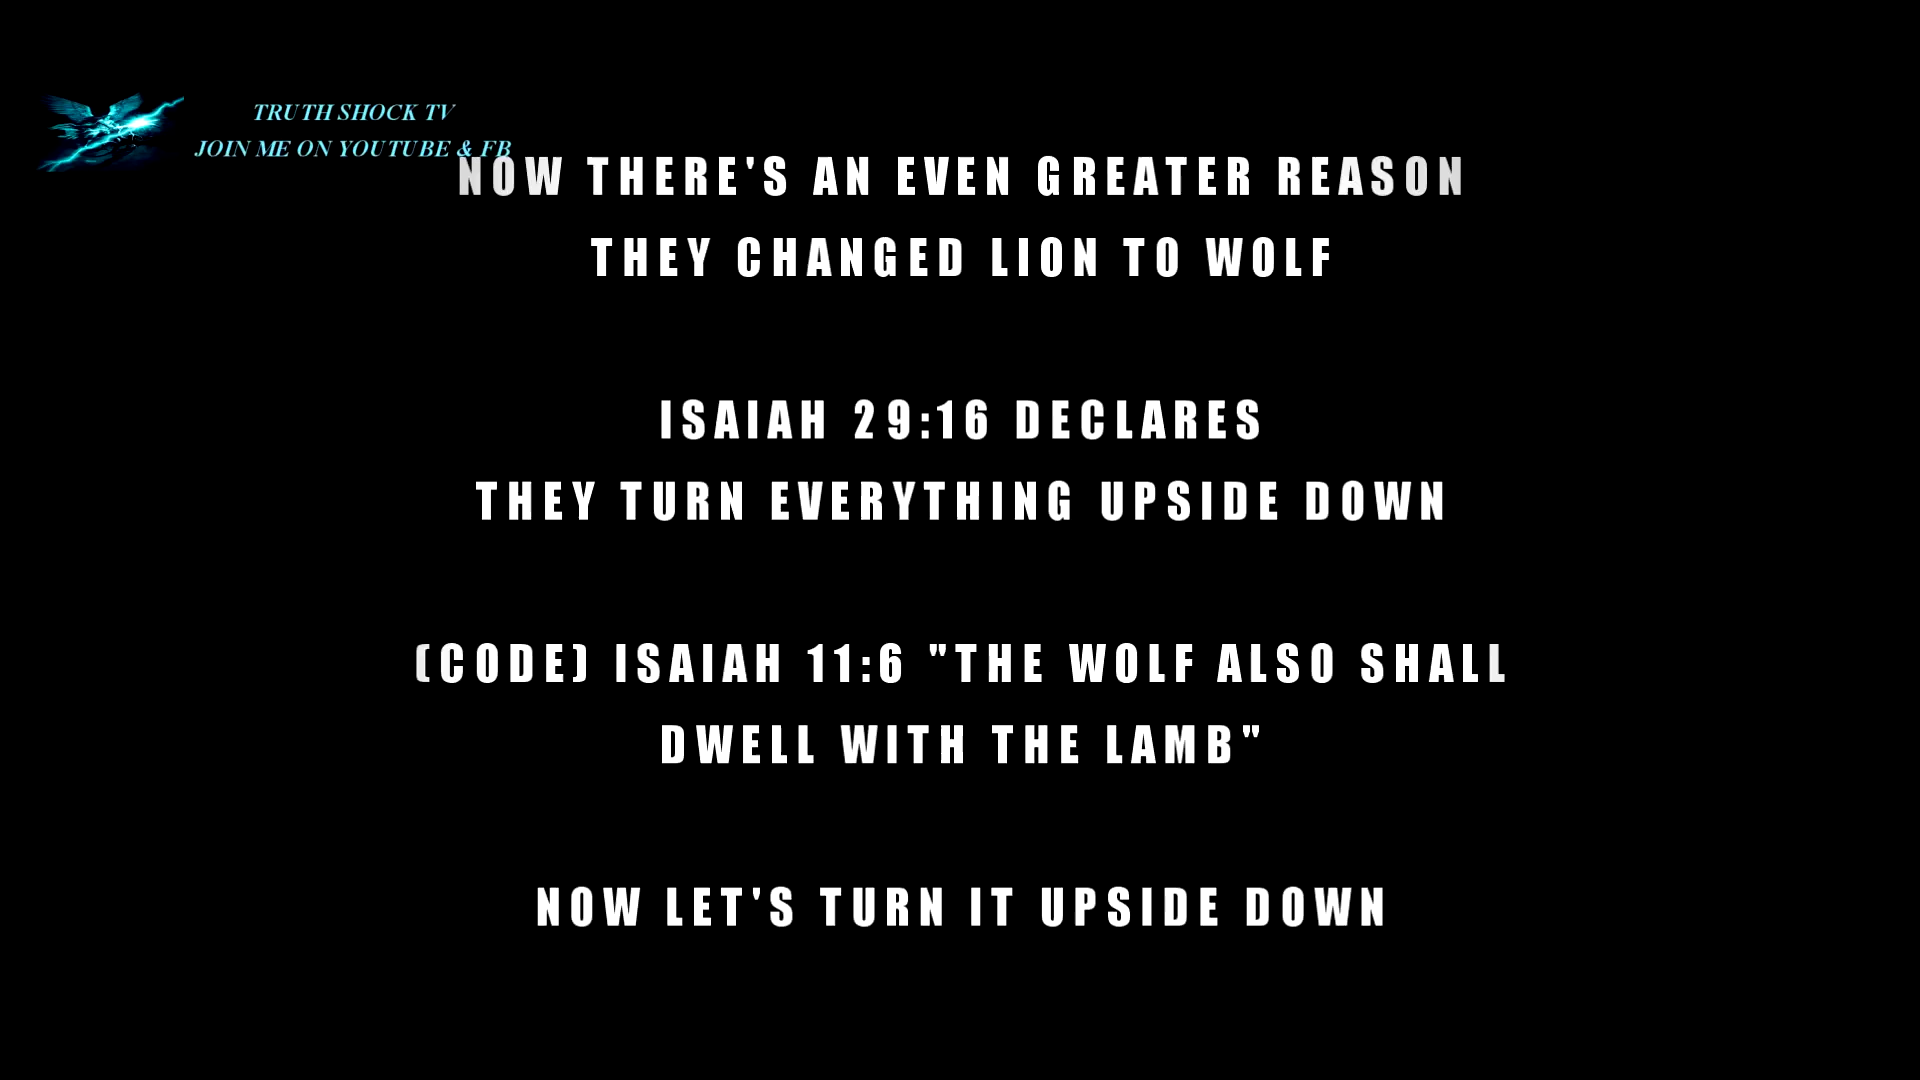 TRUTH SHOCK TV
JOIN ME ON YOUTUBE & FB
NOW THERE'S AN EVEN GREATER REASON
THEY CHANGED LION TO WOLF
ISAIAH 29:16 DECLARES
THEY TURN EVERYTHING UPSIDE DOWN
(CODE) ISAIAH 11:6 "THE WOLF ALSO SHALL
DWELL WITH THE LAMB"
NOW LET'S TURN IT UPSIDE DOWN